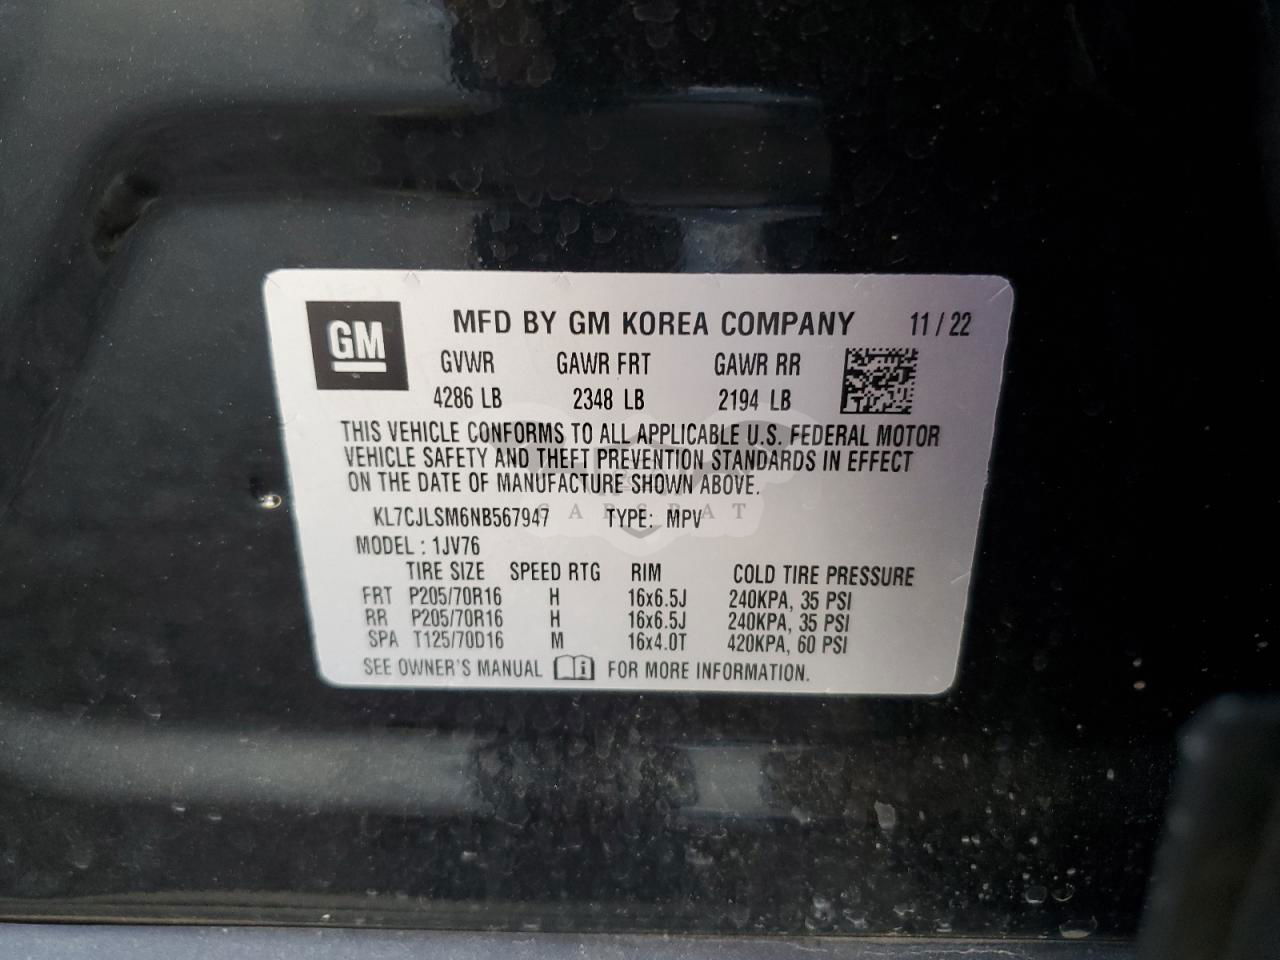 GM
MFD BY GM KOREA COMPANY 11 / 22
GVWR GAWR FRT GAWR RR
4286 LB 2348 LB 2194 LB
THIS VEHICLE CONFORMS TO ALL APPLICABLE U.S. FEDERAL MOTOR
VEHICLE SAFETY AND THEFT PREVENTION STANDARDS IN EFFECT
ON THE DATE OF MANUFACTURE SHOWN ABOVE.
KL7CJLSM6NB567947 TYPE: MPV
MODEL : 1JV76
TIRE SIZE SPEED RTG RIM COLD TIRE PRESSURE
FRT P205/70R16 H 16x6.5J 240KPA, 35 PSI
RR P205/70R16 H 16x6.5J 240KPA, 35 PSI
SPA T125/70D16 M 16x4.0T 420KPA, 60 PSI
SEE OWNER'S MANUAL i FOR MORE INFORMATION.